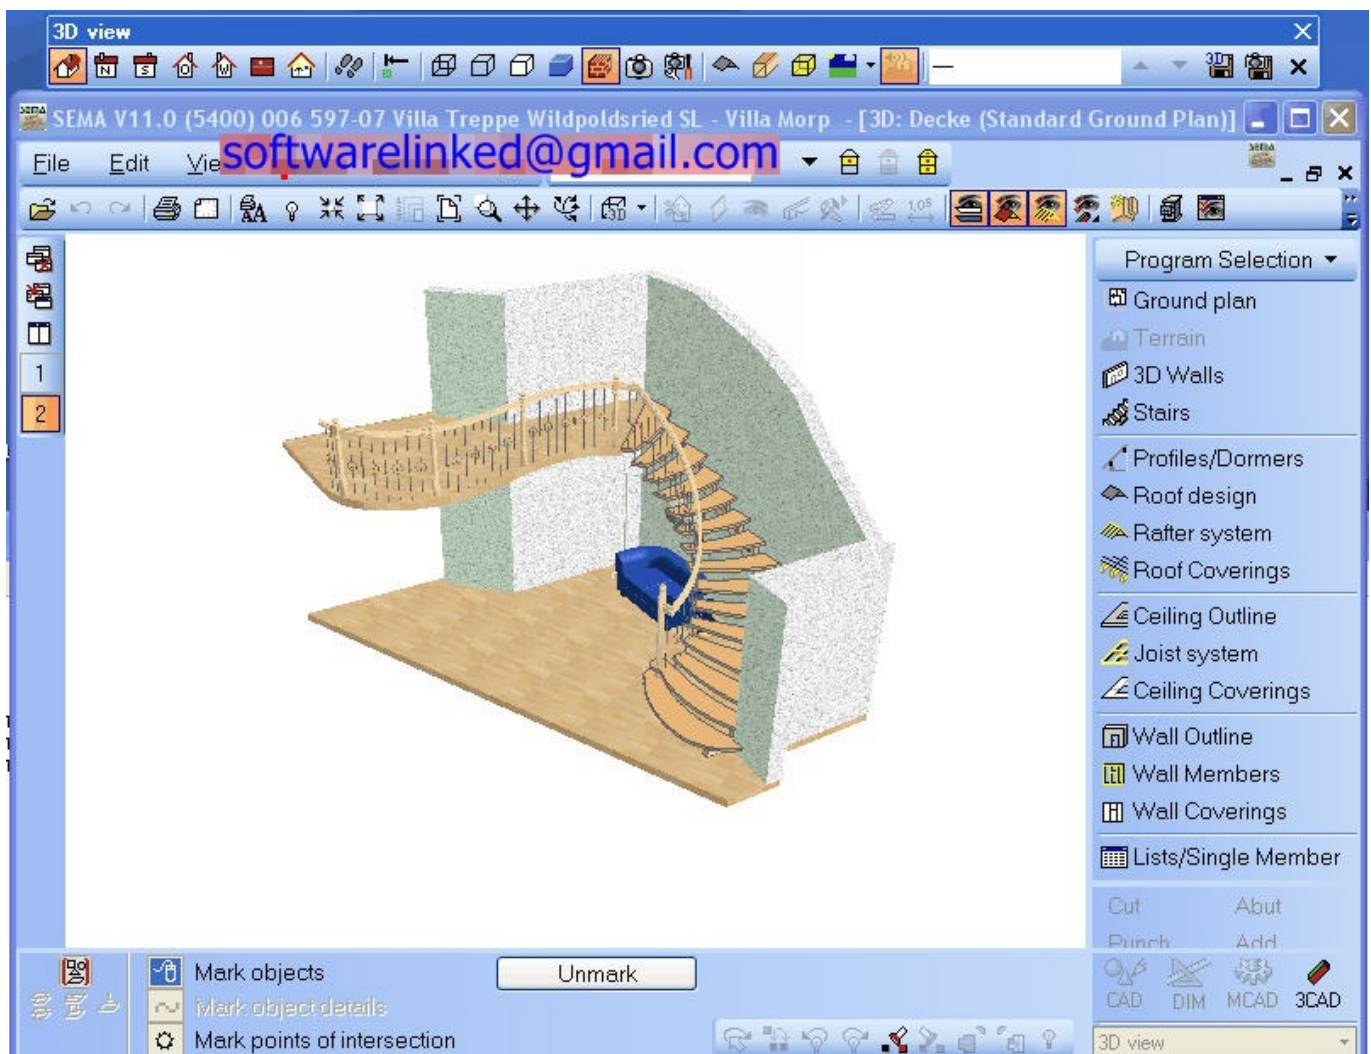 3D view
SEMA V11.0 (5400) 006 597-07 Villa Treppe Wildpoldsried SL - Villa Morp - [3D: Decke (Standard Ground Plan)]
File Edit Vie
softwarelinked@gmail.com
Program Selection
Ground plan
Terrain
3D Walls
Stairs
Profiles/Dormers
Roof design
Rafter system
Roof Coverings
Ceiling Outline
Joist system
Ceiling Coverings
Wall Outline
Wall Members
Wall Coverings
Lists/Single Member
Cut Abut
Punch Add
CAD DIM MCAD 3CAD
3D view
1
2
Mark objects Unmark
Mark object details
Mark points of intersection